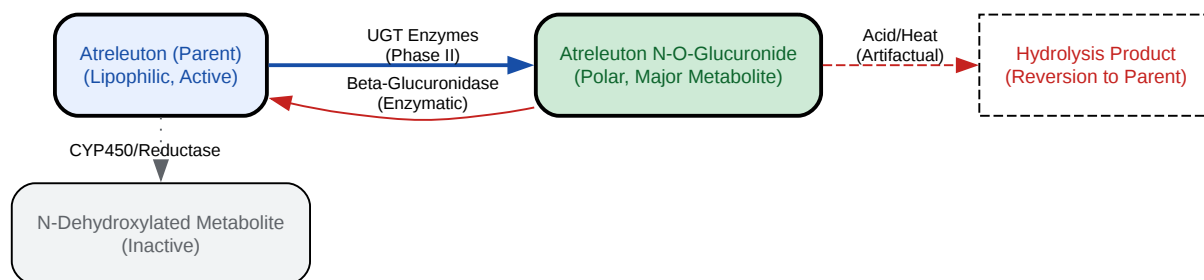 Atreleuton (Parent)
(Lipophilic, Active)
UGT Enzymes
(Phase II)
Beta-Glucuronidase
(Enzymatic)
Atreleuton N-O-Glucuronide
(Polar, Major Metabolite)
Acid/Heat
(Artifactual)
Hydrolysis Product
(Reversion to Parent)
CYP450/Reductase
N-Dehydroxylated Metabolite
(Inactive)